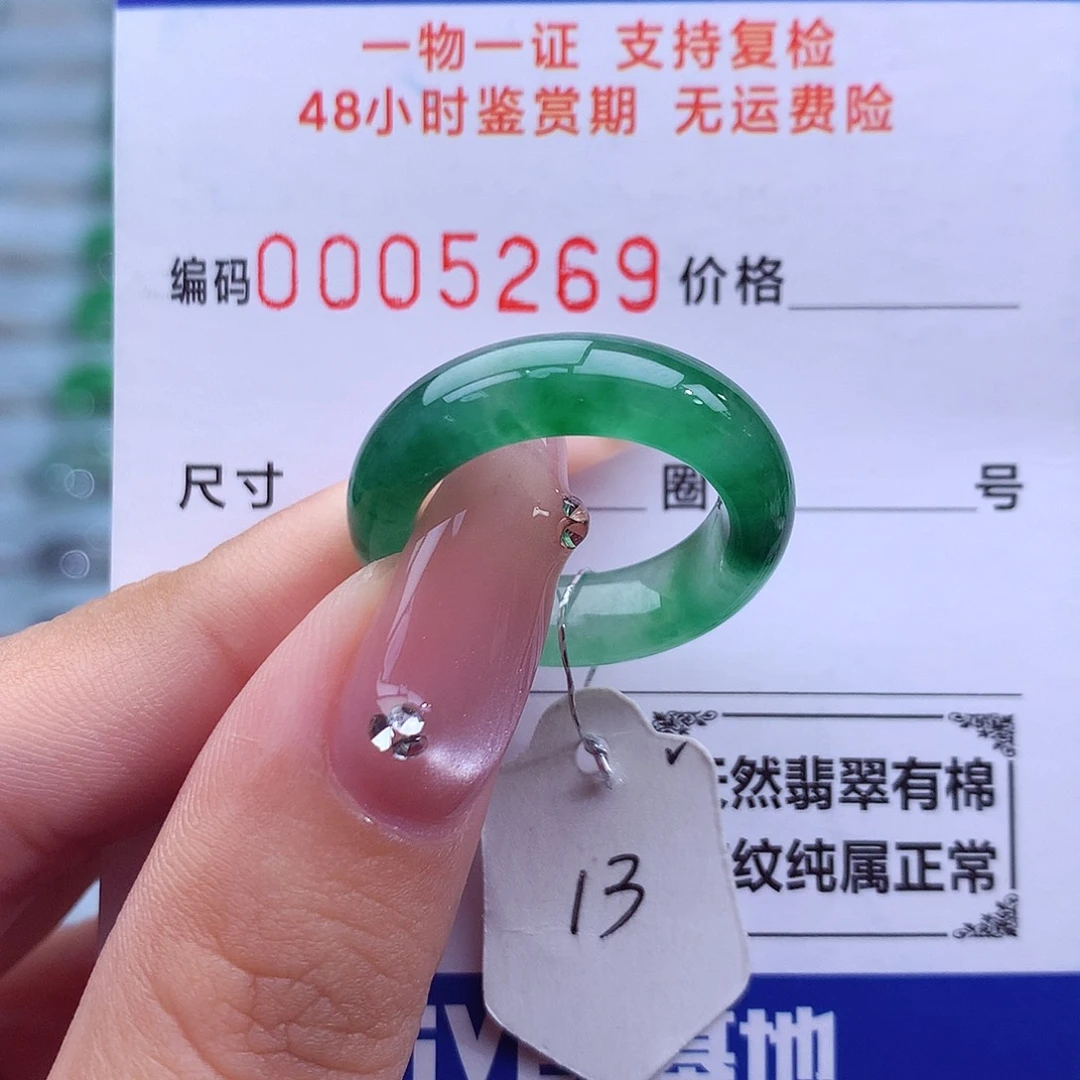 一物一证 支持复检
48小时鉴赏期 无运费险
编码0005269 价格
尺寸 圈 号
然翡翠有棉
纹纯属正常
13
基地